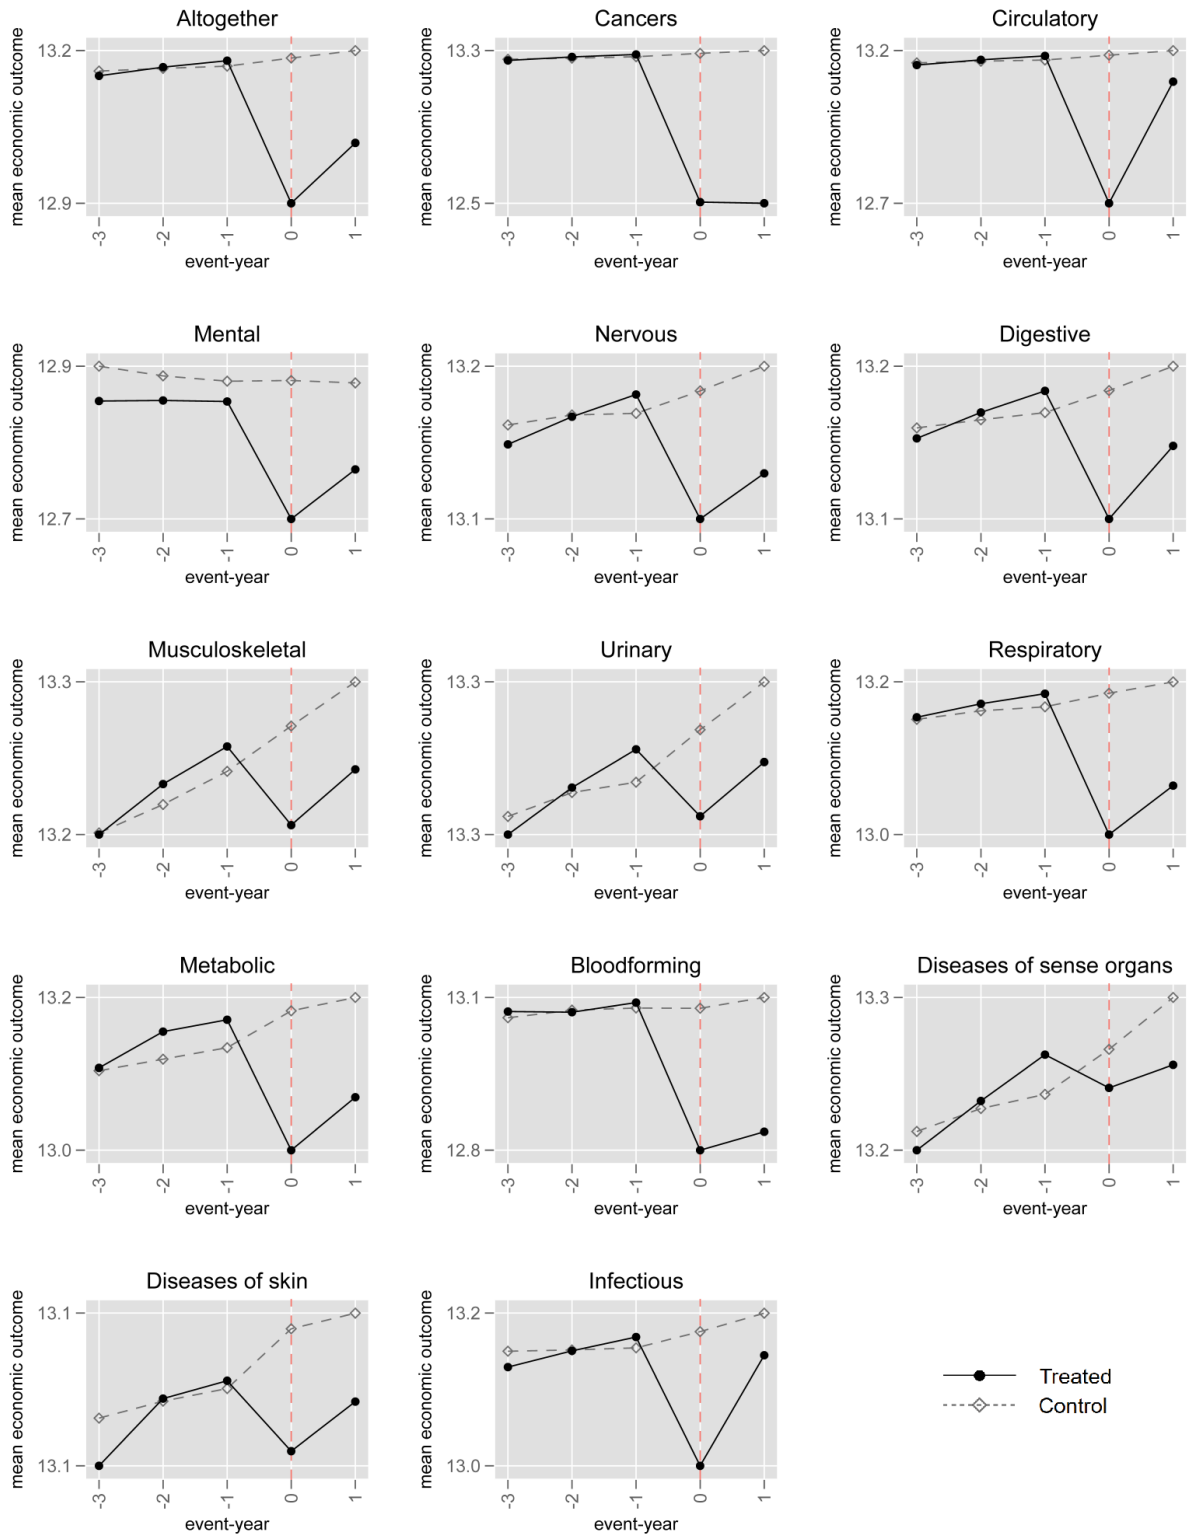 Altogether
mean economic outcome
13.2
12.9
-3 -2 -1 0 1
event-year
Cancers
mean economic outcome
13.3
12.5
-3 -2 -1 0 1
event-year
Circulatory
mean economic outcome
13.2
12.7
-3 -2 -1 0 1
event-year
Mental
mean economic outcome
12.9
12.7
-3 -2 -1 0 1
event-year
Nervous
mean economic outcome
13.2
13.1
-3 -2 -1 0 1
event-year
Digestive
mean economic outcome
13.2
13.1
-3 -2 -1 0 1
event-year
Musculoskeletal
mean economic outcome
13.3
13.2
-3 -2 -1 0 1
event-year
Urinary
mean economic outcome
13.3
13.3
-3 -2 -1 0 1
event-year
Respiratory
mean economic outcome
13.2
13.0
-3 -2 -1 0 1
event-year
Metabolic
mean economic outcome
13.2
13.0
-3 -2 -1 0 1
event-year
Bloodforming
mean economic outcome
13.1
12.8
-3 -2 -1 0 1
event-year
Diseases of sense organs
mean economic outcome
13.3
13.2
-3 -2 -1 0 1
event-year
Diseases of skin
mean economic outcome
13.1
13.1
-3 -2 -1 0 1
event-year
Infectious
mean economic outcome
13.2
13.0
-3 -2 -1 0 1
event-year
Treated
Control